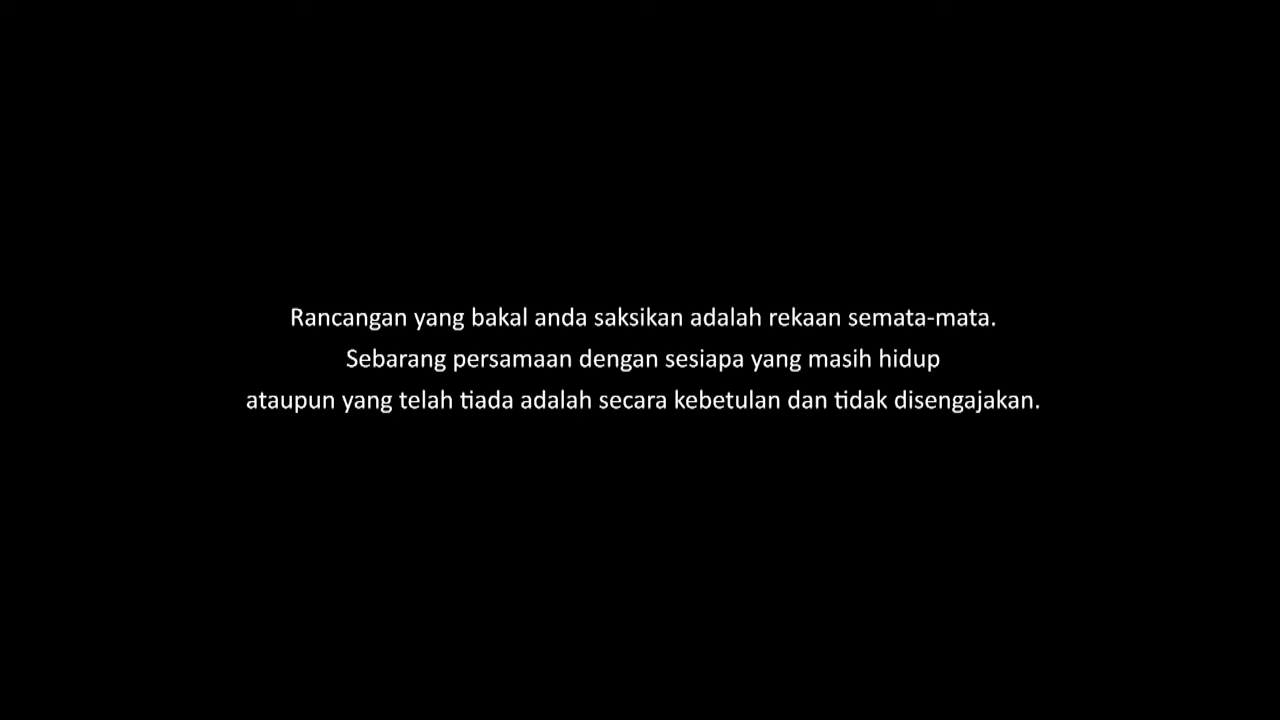 Rancangan yang bakal anda saksikan adalah rekaan semata-mata.
Sebarang persamaan dengan sesiapa yang masih hidup
ataupun yang telah tiada adalah secara kebetulan dan tidak disengajakan.